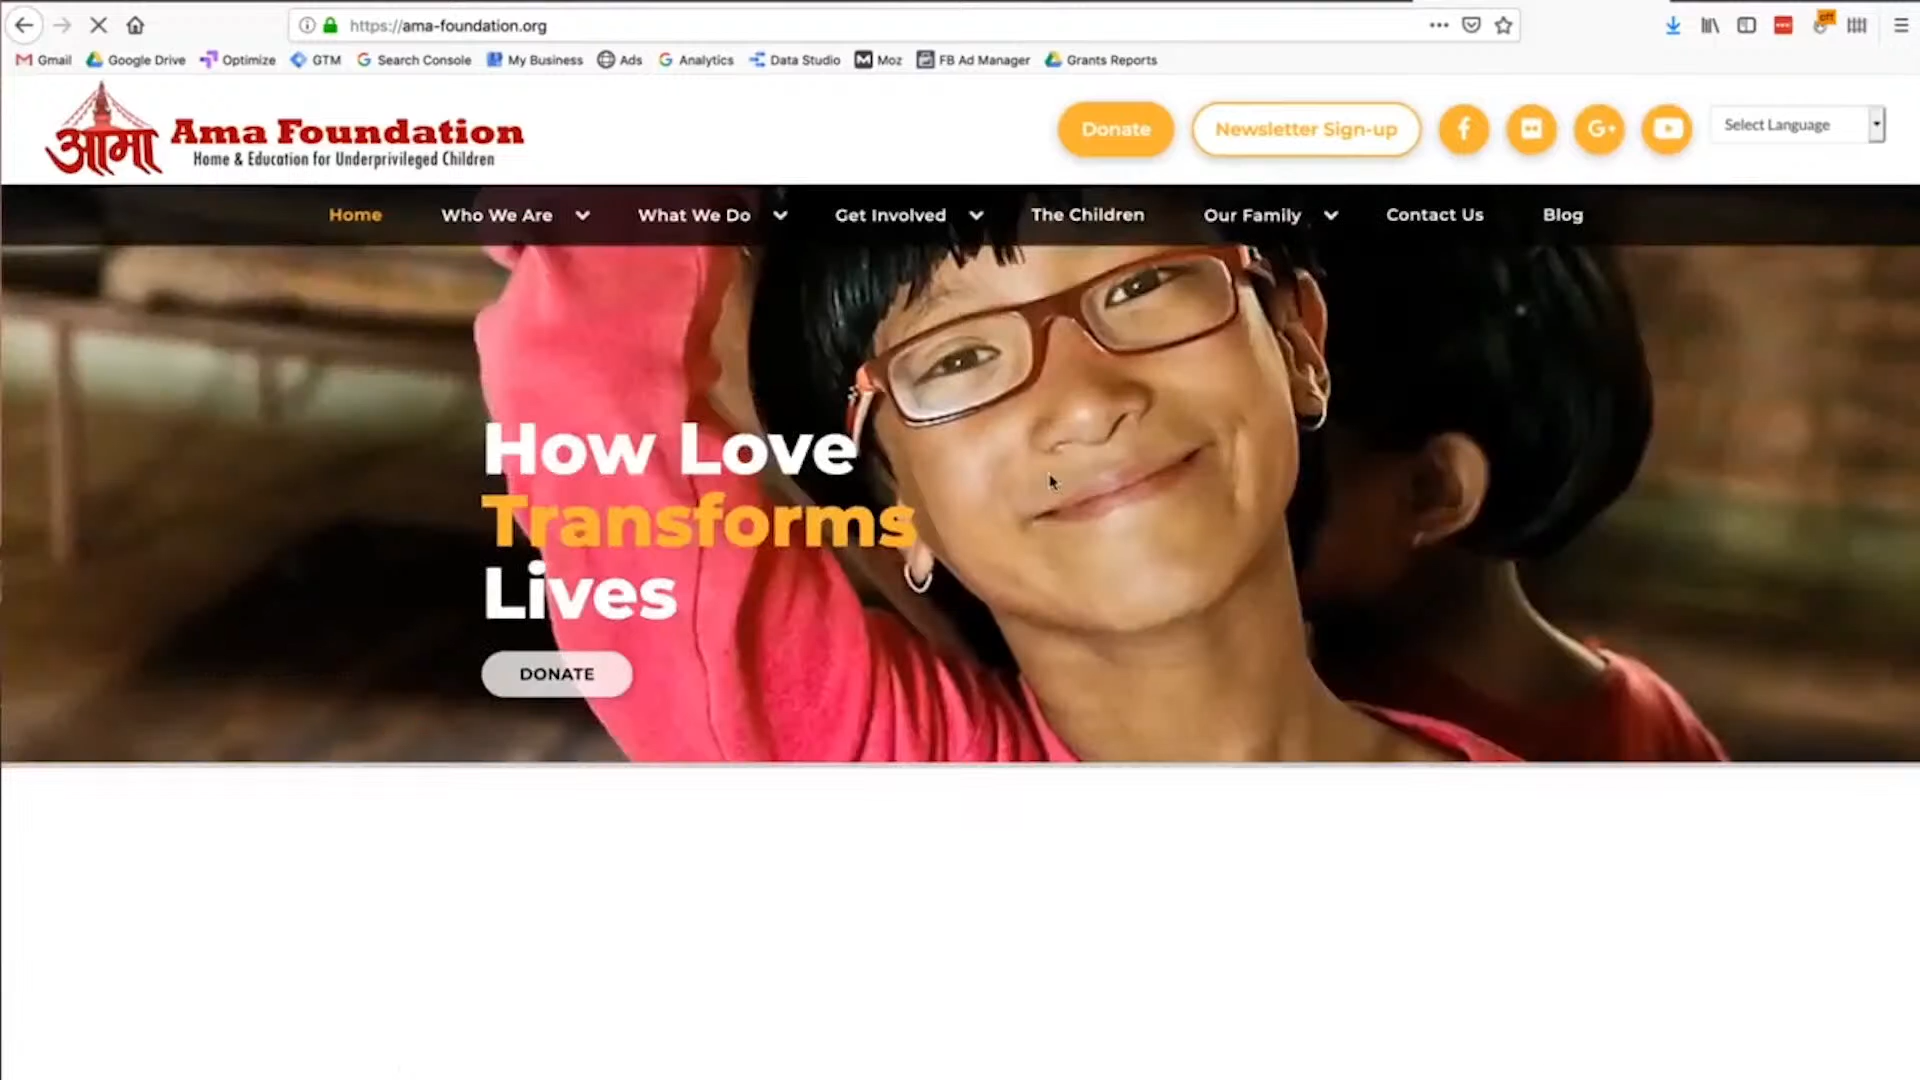 https://ama-foundation.org
off
Gmail Google Drive Optimize GTM Search Console My Business Ads Analytics Data Studio Moz FB Ad Manager Grants Reports
आमा
Ama Foundation
Home & Education for Underprivileged Children
Donate
Newsletter Sign-up
f
G+
Select Language
Home Who We Are What We Do Get Involved The Children Our Family Contact Us Blog
How Love
Transforms
Lives
DONATE